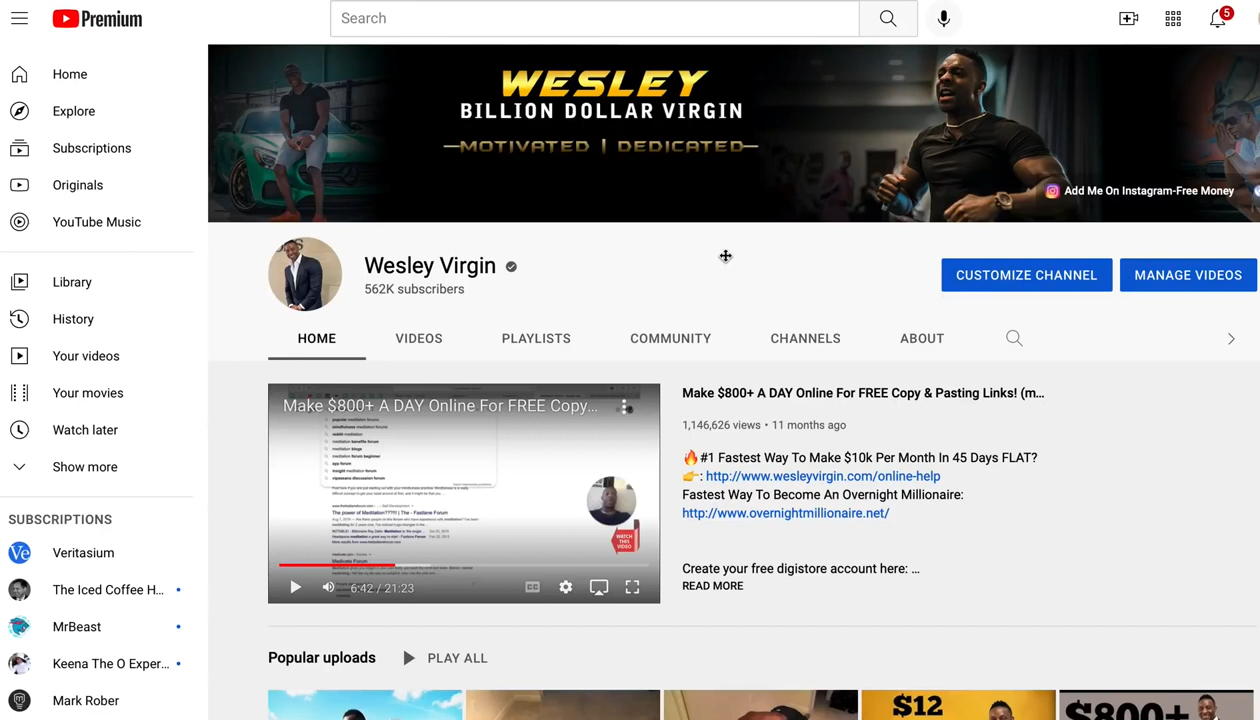 Premium
Search
5
Home
Explore
Subscriptions
Originals
YouTube Music
Library
History
Your videos
Your movies
Watch later
Show more
SUBSCRIPTIONS
Veritasium
The Iced Coffee H...
MrBeast
Keena The O Exper...
Mark Rober
WESLEY
BILLION DOLLAR VIRGIN
MOTIVATED | DEDICATED
Add Me On Instagram-Free Money
Wesley Virgin
562K subscribers
CUSTOMIZE CHANNEL
MANAGE VIDEOS
HOME
VIDEOS
PLAYLISTS
COMMUNITY
CHANNELS
ABOUT
Make $800+ A DAY Online For FREE Copy...
WATCH
THIS
VIDEO
6:42 / 21:23
CC
Make $800+ A DAY Online For FREE Copy & Pasting Links! (m...
1,146,626 views • 11 months ago
🔥#1 Fastest Way To Make $10k Per Month In 45 Days FLAT?
👉: http://www.wesleyvirgin.com/online-help
Fastest Way To Become An Overnight Millionaire:
http://www.overnightmillionaire.net/
Create your free digistore account here: ...
READ MORE
Popular uploads
PLAY ALL
$12
$800+